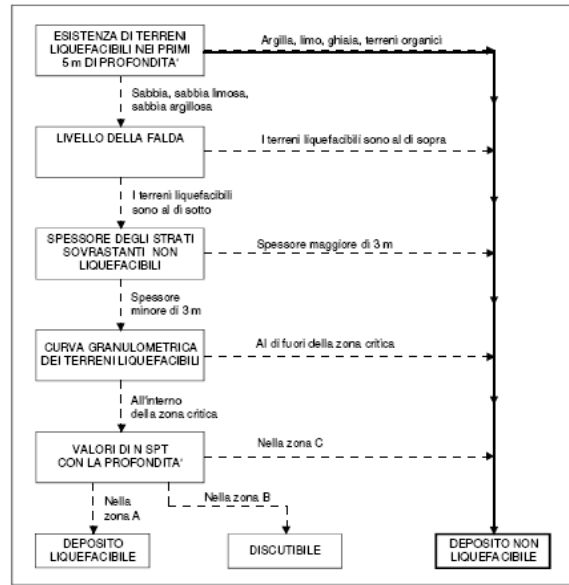 ESISTENZA DI TERRENI
LIQUEFACIBILI NEI PRIMI
5 m DI PROFONDITA'
Argilla, limo, ghiaia, terreni organici
Sabbia, sabbia limosa,
sabbia argillosa
LIVELLO DELLA FALDA
I terreni liquefacibili sono al di sopra
I terreni liquefacibili
sono al di sotto
SPESSORE DEGLI STRATI
SOVRASTANTI NON
LIQUEFACIBILI
Spessore maggiore di 3 m
Spessore
minore di 3 m
CURVA GRANULOMETRICA
DEI TERRENI LIQUEFACIBILI
Al di fuori della zona critica
All'interno
della zona critica
VALORI DI N SPT
CON LA PROFONDITA'
Nella zona C
Nella
zona A
Nella zona B
DEPOSITO
LIQUEFACIBILE
DISCUTIBILE
DEPOSITO NON
LIQUEFACIBILE